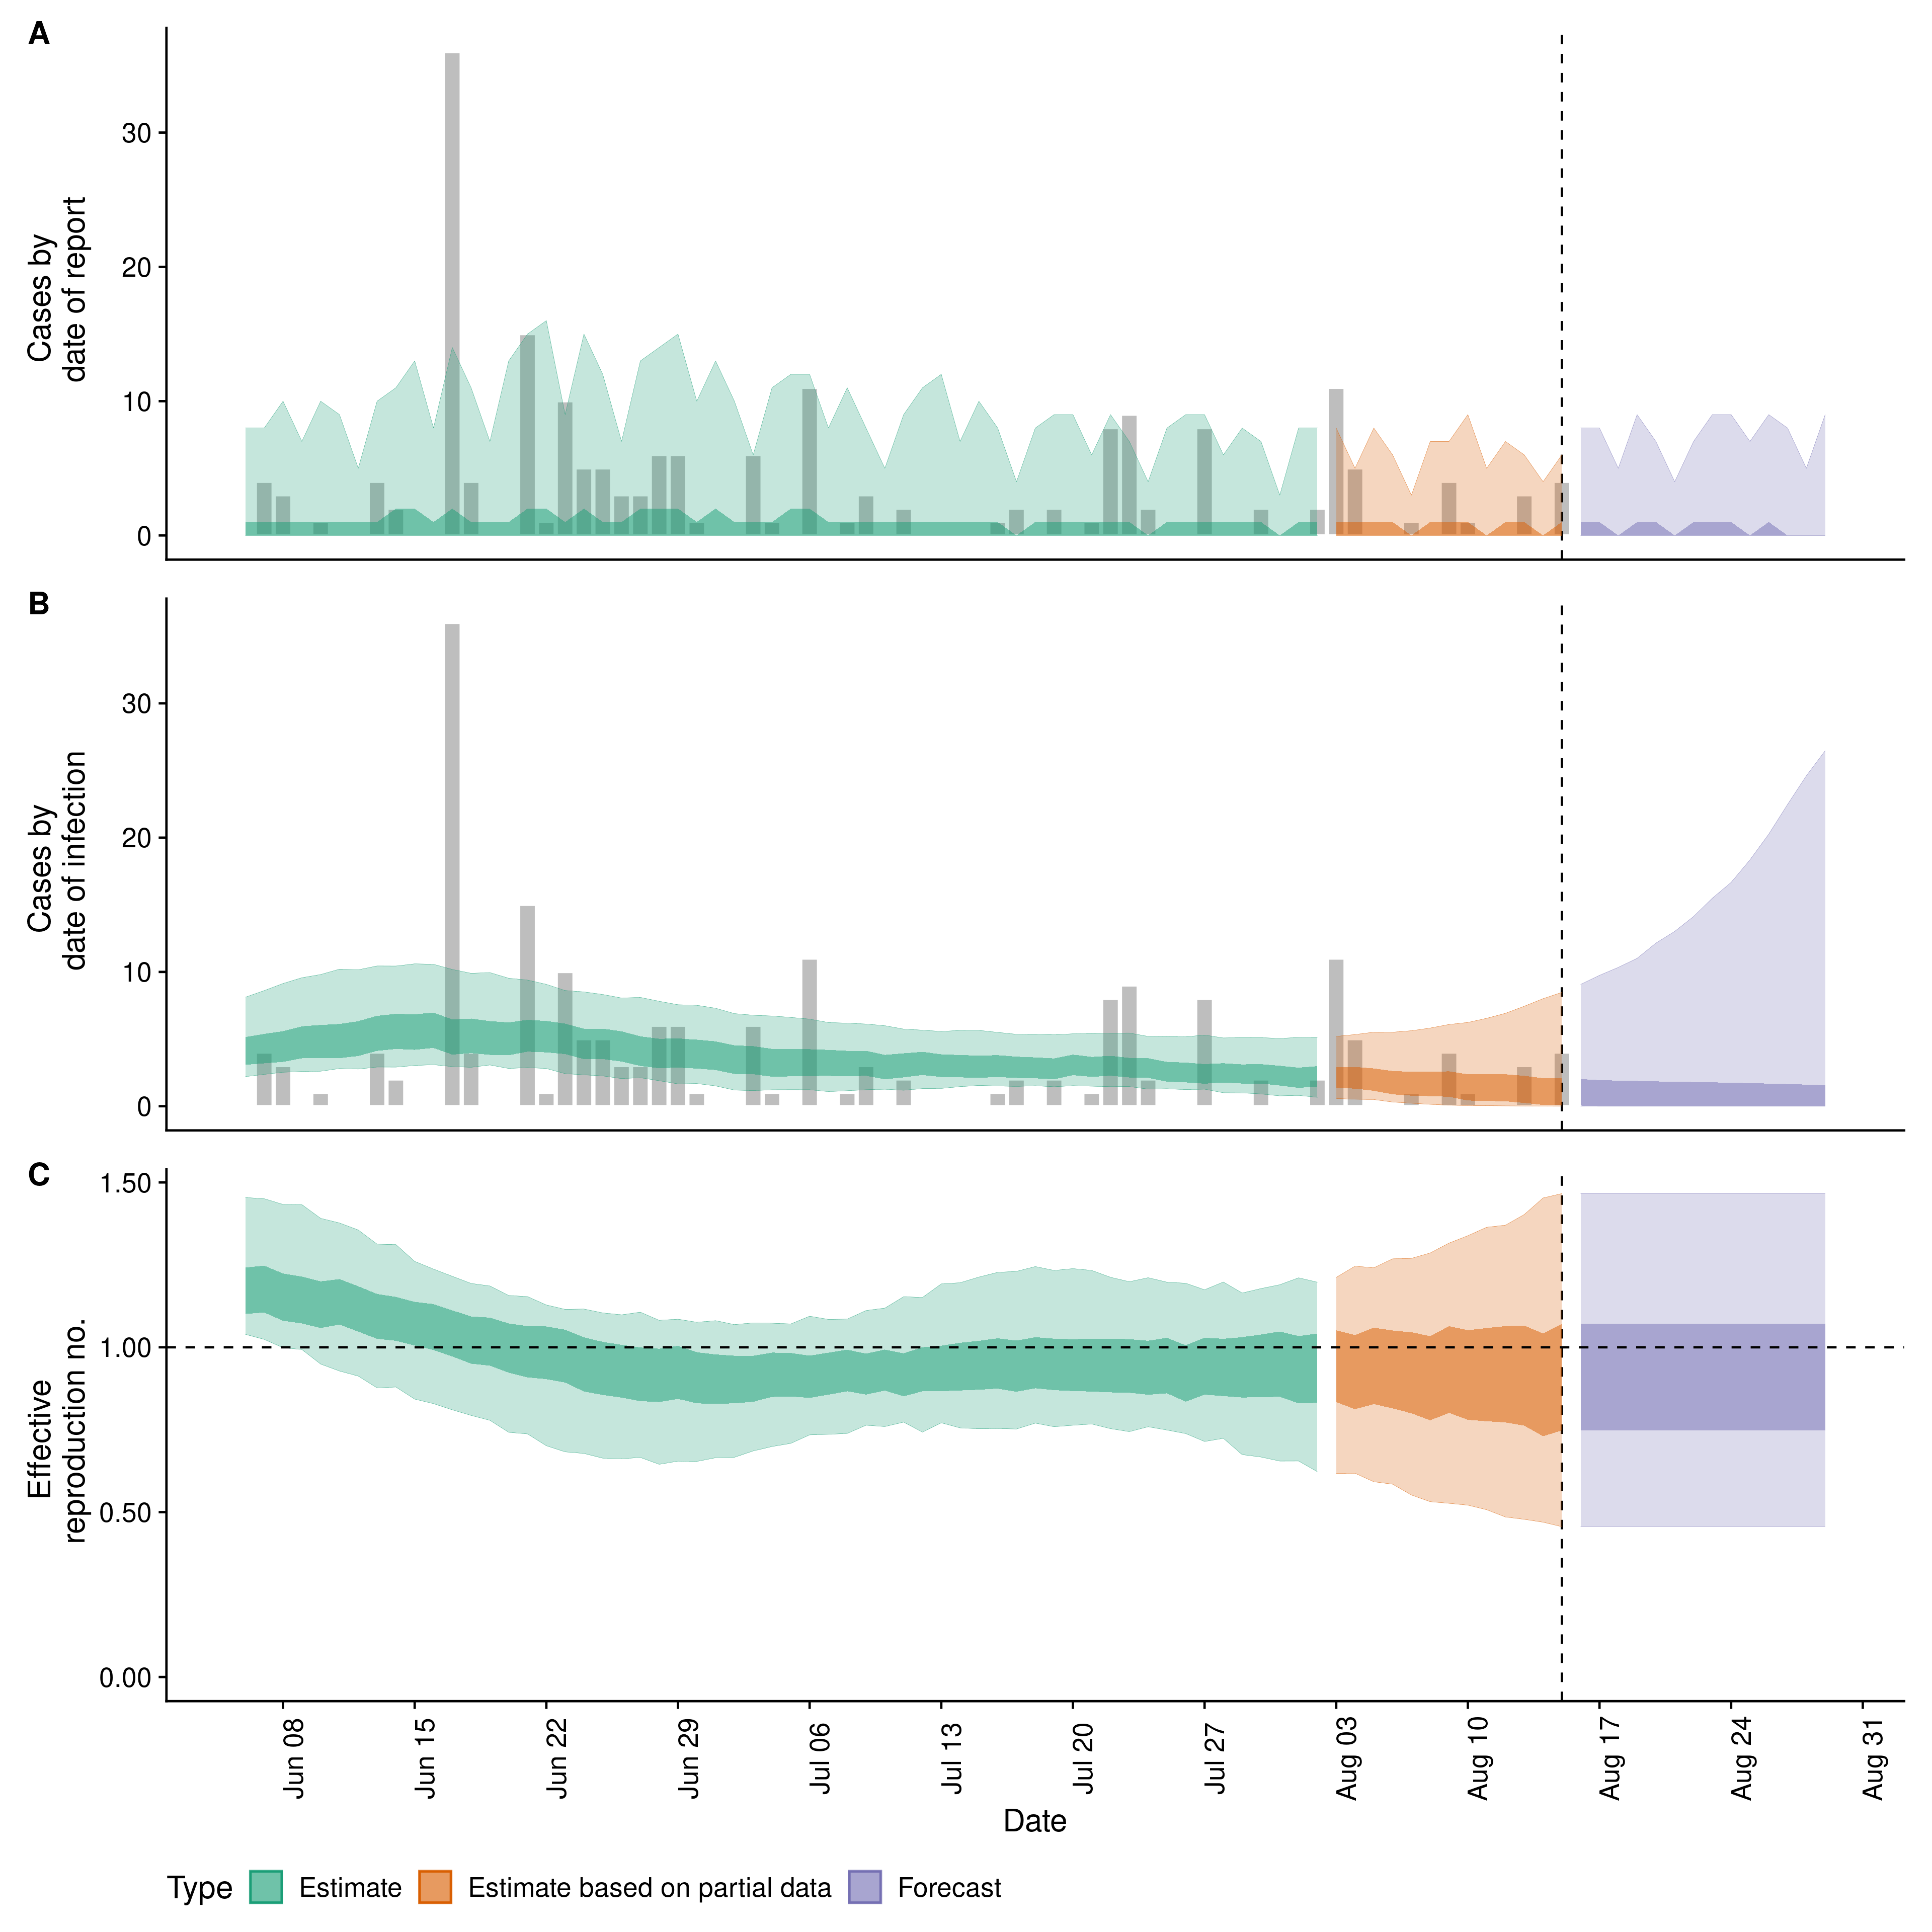 A
Cases by
date of report
30
20
10
0
B
Cases by
date of infection
30
20
10
0
C
Effective
reproduction no.
1.50
1.00
0.50
0.00
Jun 08
Jun 15
Jun 22
Jun 29
Jul 06
Jul 13
Jul 20
Jul 27
Aug 03
Aug 10
Aug 17
Aug 24
Aug 31
Date
Type Estimate Estimate based on partial data Forecast